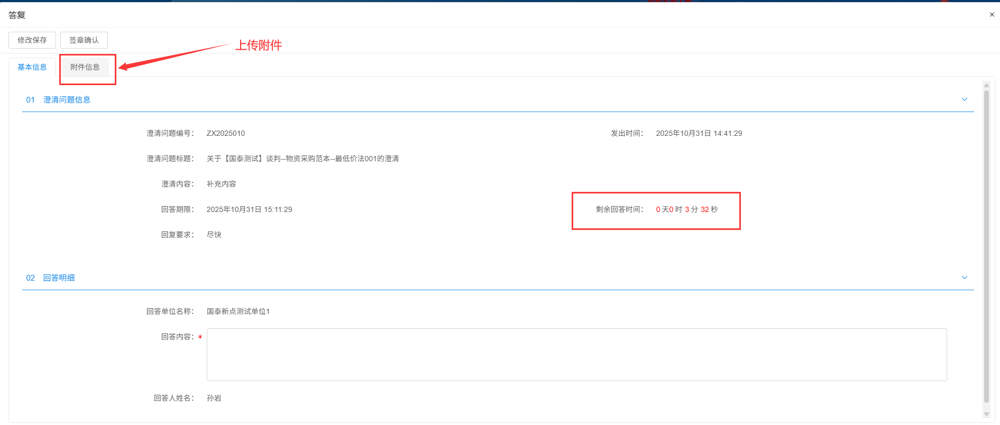 答复
修改保存 签章确认
上传附件
基本信息 附件信息
01 澄清问题信息
澄清问题编号： ZX2025010 发出时间： 2025年10月31日 14:41:29
澄清问题标题： 关于【国泰测试】谈判--物资采购范本--最低价法001的澄清
澄清内容： 补充内容
回答期限： 2025年10月31日 15:11:29 剩余回答时间： 0 天0 时 3 分 32 秒
回复要求： 尽快
02 回答明细
回答单位名称： 国泰新点测试单位1
回答内容：*
回答人姓名： 孙岩